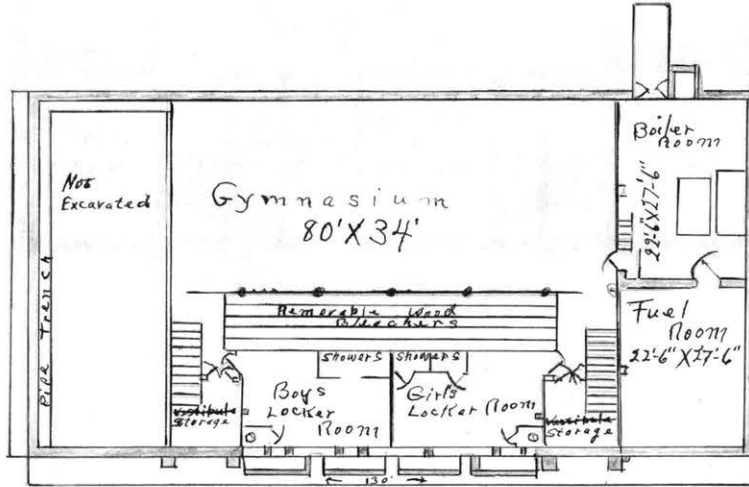 Boiler
Room
22'-6"X27'-6"
Not
Excavated
Gymnasium
80'X34'
Pipe Trench
Removable Wood
Bleachers
Fuel
Room
22'-6"X27'-6"
Showers
Showers
Boys
Locker
Room
Girl's
Locker Room
Vestibule
Storage
Vestibule
Storage
130'